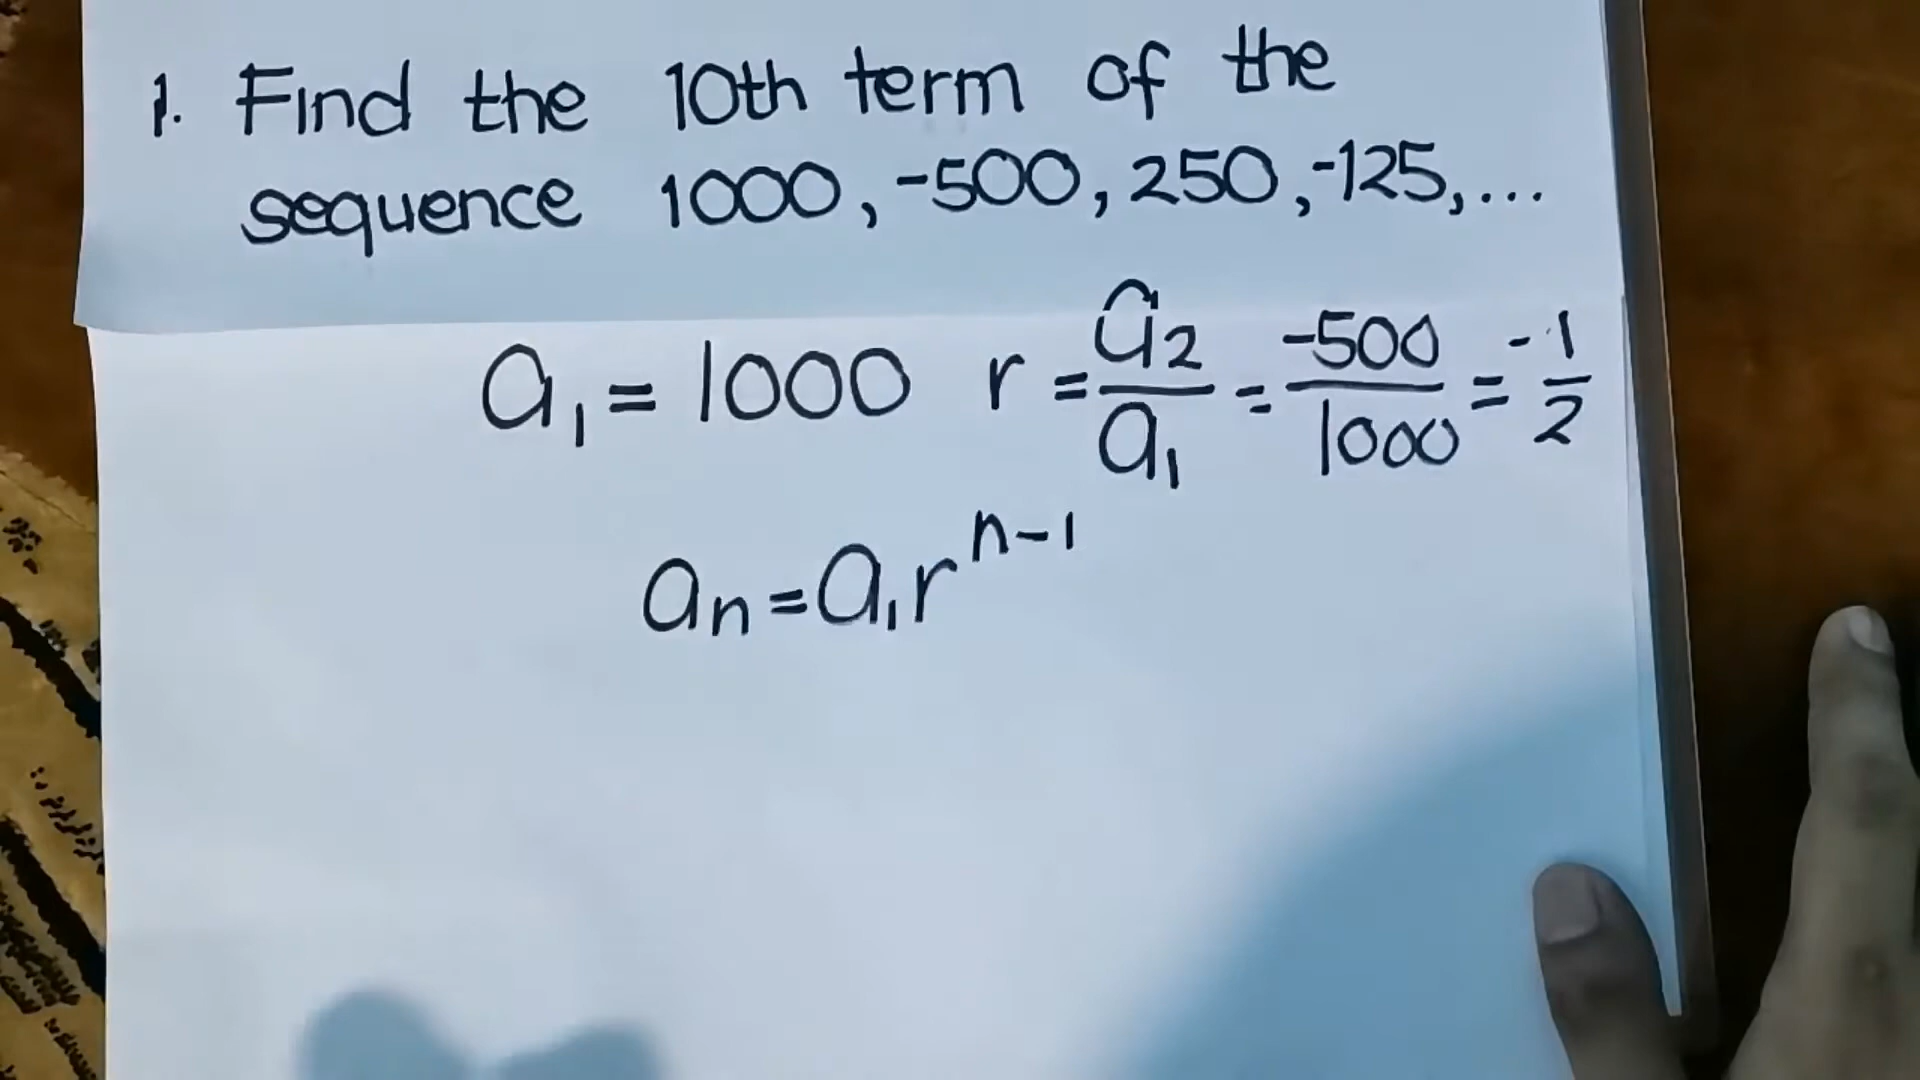 1. Find the 10th term of the
sequence 1000, -500, 250, -125, ...
a₁ = 1000 r = a₂/a₁ = -500/1000 = -1/2
aₙ = a₁rⁿ⁻¹